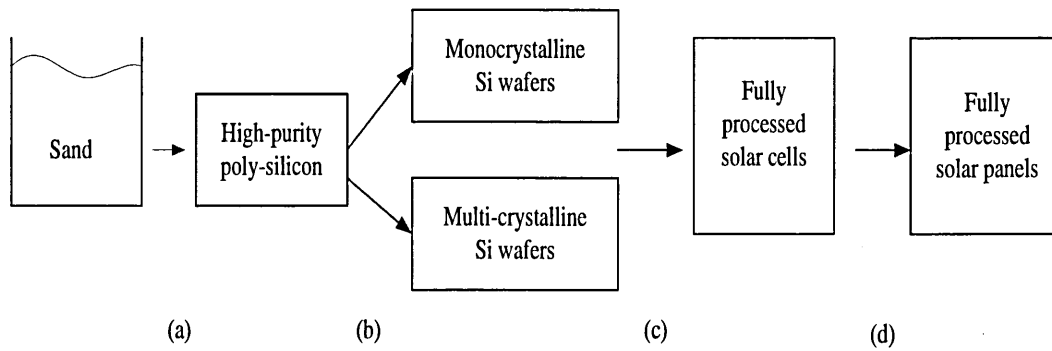 Sand
High-purity
poly-silicon
Monocrystalline
Si wafers
Multi-crystalline
Si wafers
Fully
processed
solar cells
Fully
processed
solar panels
(a)
(b)
(c)
(d)